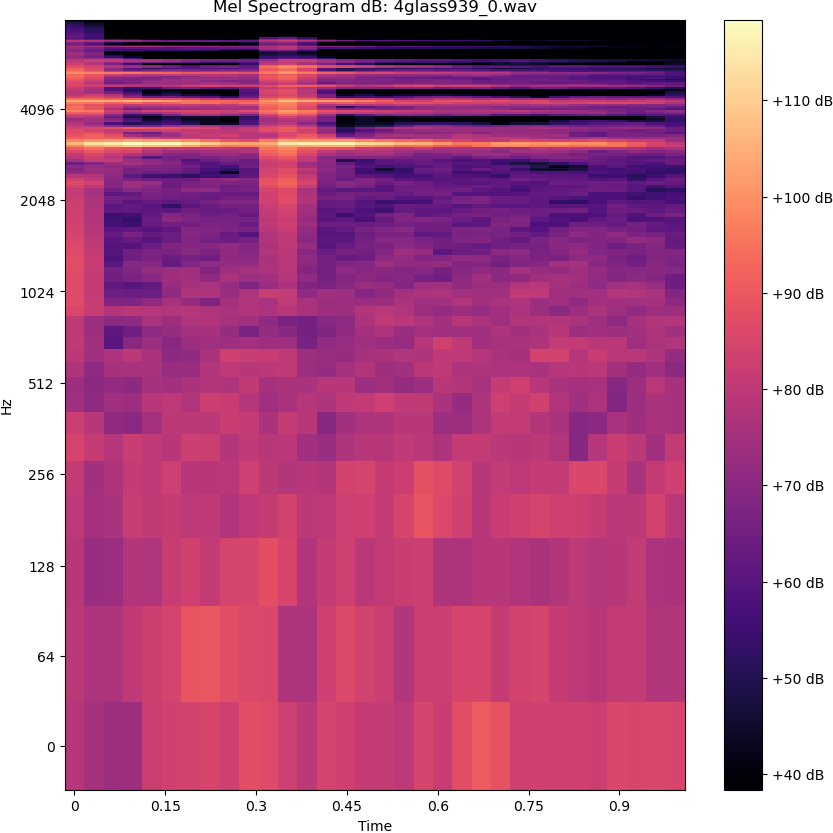 Mel Spectrogram dB: 4glass939_0.wav
+110 dB
4096
+100 dB
2048
+90 dB
1024
512
+80 dB
Hz
256
+70 dB
128
+60 dB
64
+50 dB
0
+40 dB
0 0.15 0.3 0.45 0.6 0.75 0.9
Time